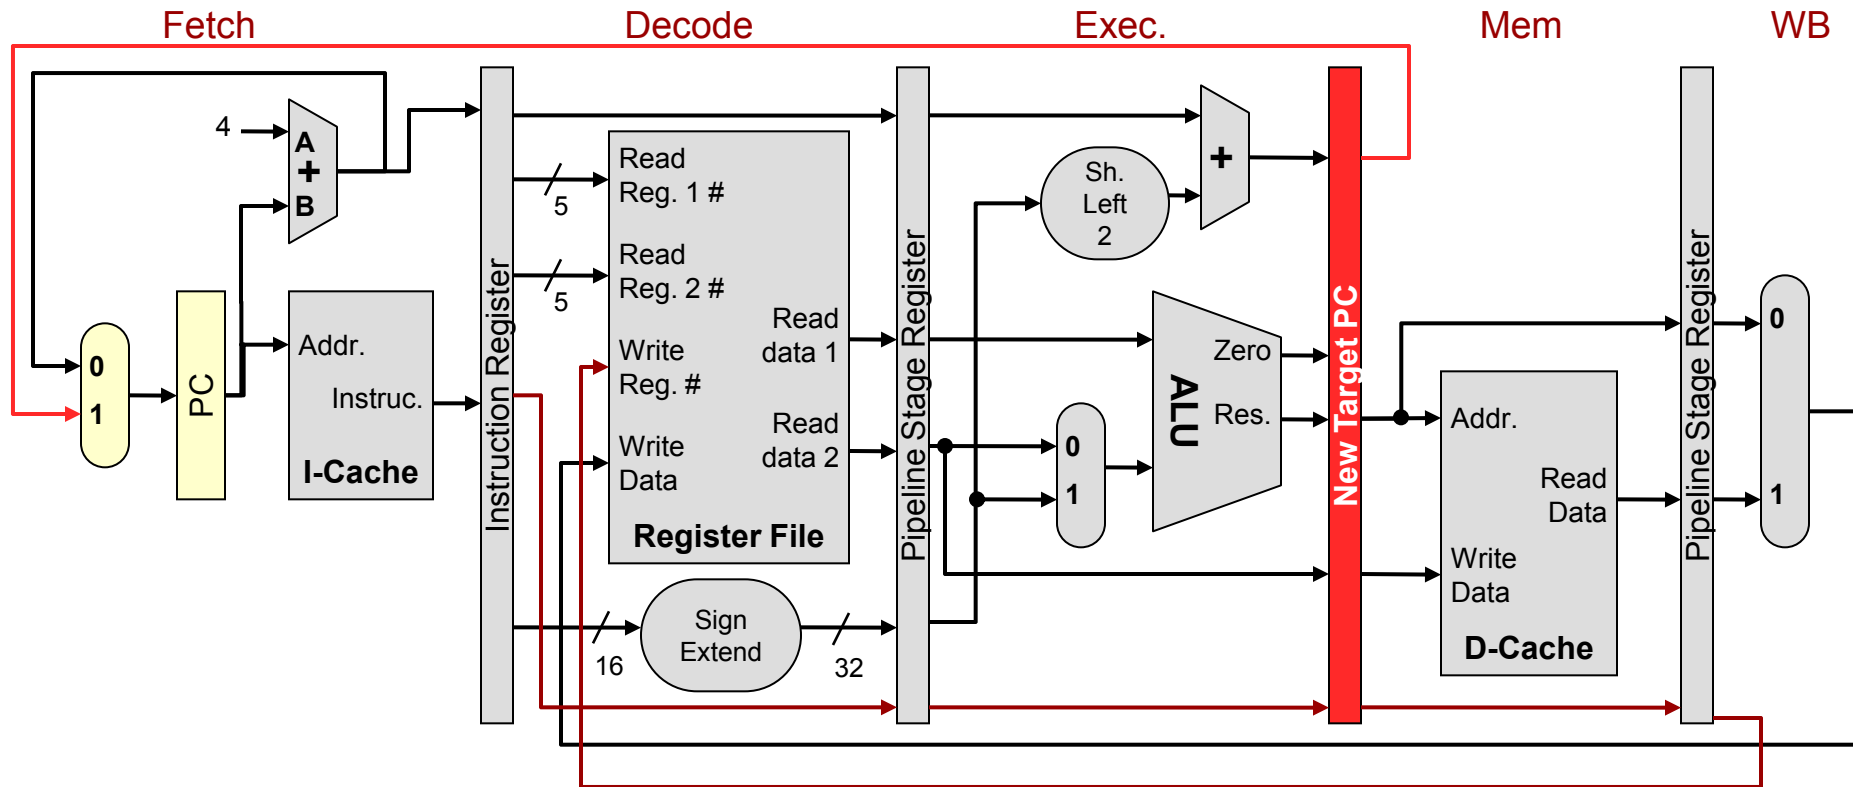 Fetch
Decode
Exec.
Mem
WB
4
A
+
B
0
1
PC
Addr.
Instruc.
I-Cache
Instruction Register
5
5
Read
Reg. 1 #
Read
Reg. 2 #
Write
Reg. #
Write
Data
Read
data 1
Read
data 2
Register File
16
Sign
Extend
32
Pipeline Stage Register
Sh.
Left
2
+
0
1
ALU
Zero
Res.
New Target PC
Addr.
Read
Data
Write
Data
D-Cache
Pipeline Stage Register
0
1